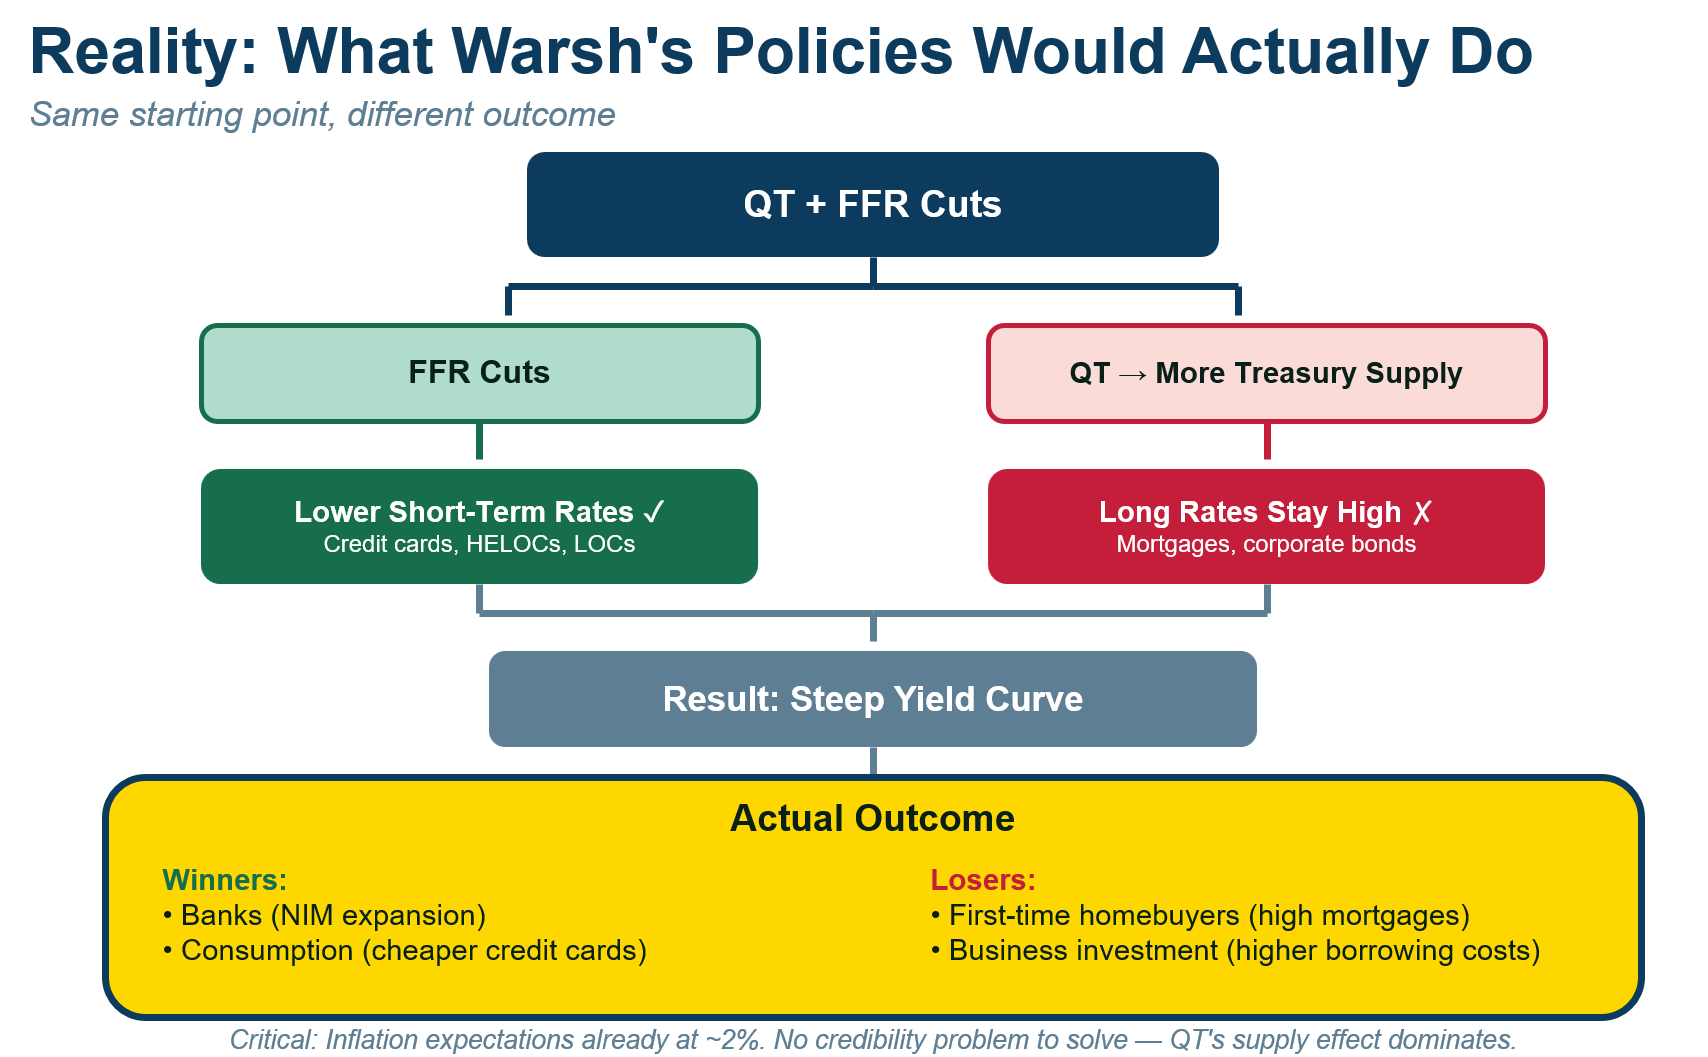 Reality: What Warsh's Policies Would Actually Do
Same starting point, different outcome
QT + FFR Cuts
FFR Cuts
QT → More Treasury Supply
Lower Short-Term Rates ✓
Credit cards, HELOCs, LOCs
Long Rates Stay High ✗
Mortgages, corporate bonds
Result: Steep Yield Curve
Actual Outcome
Winners:
• Banks (NIM expansion)
• Consumption (cheaper credit cards)
Losers:
• First-time homebuyers (high mortgages)
• Business investment (higher borrowing costs)
Critical: Inflation expectations already at ~2%. No credibility problem to solve — QT's supply effect dominates.